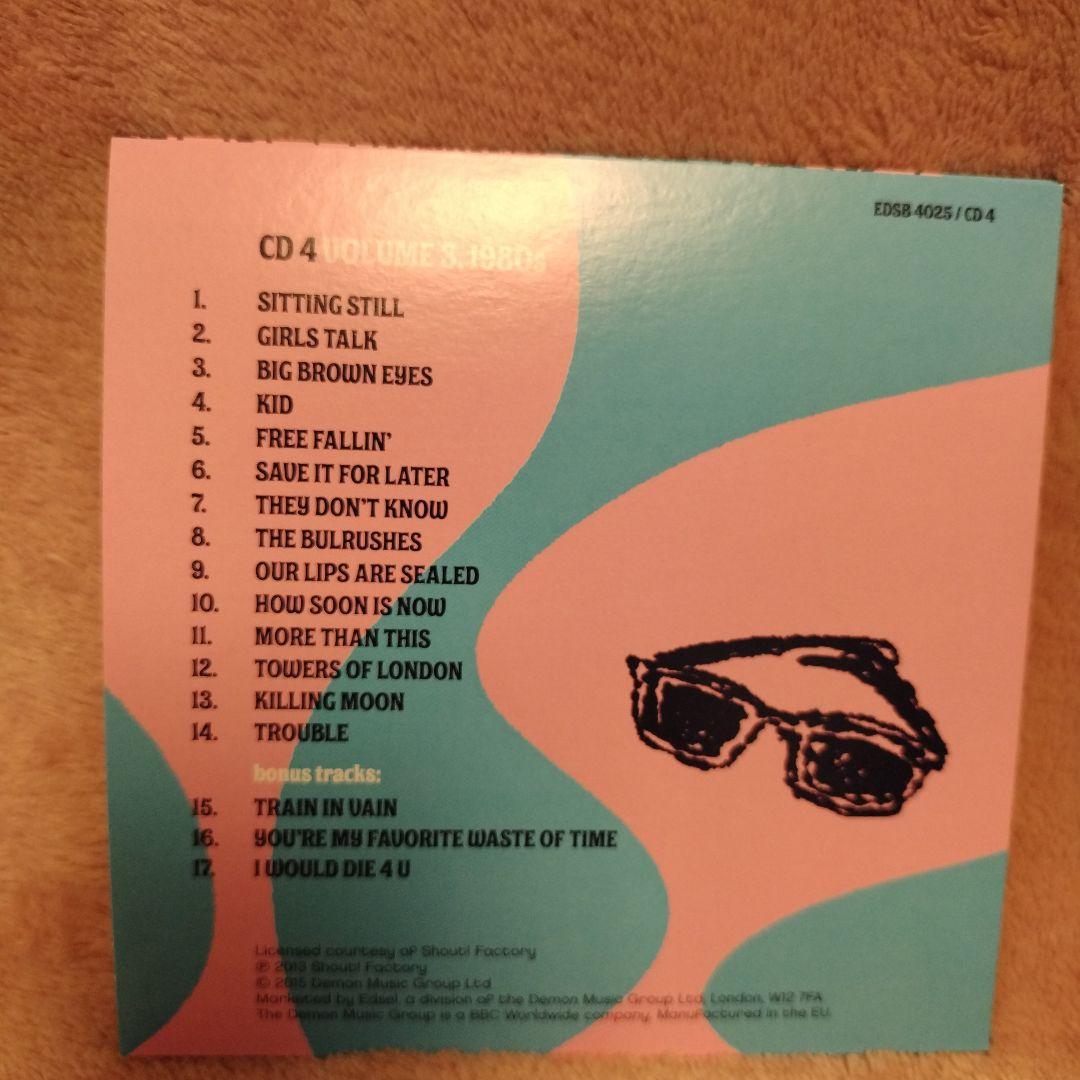 EDSB 4025 / CD 4
CD 4 VOLUME 3, 1980s
1. SITTING STILL
2. GIRLS TALK
3. BIG BROWN EYES
4. KID
5. FREE FALLIN'
6. SAVE IT FOR LATER
7. THEY DON'T KNOW
8. THE BULRUSHES
9. OUR LIPS ARE SEALED
10. HOW SOON IS NOW
11. MORE THAN THIS
12. TOWERS OF LONDON
13. KILLING MOON
14. TROUBLE
bonus tracks:
15. TRAIN IN VAIN
16. YOU'RE MY FAVORITE WASTE OF TIME
17. I WOULD DIE 4 U
Licensed courtesy of Shout! Factory
℗ 2013 Shout! Factory
© 2015 Demon Music Group Ltd
Marketed by Edsel, a division of the Demon Music Group Ltd, London, W12 7FA
The Demon Music Group is a BBC Worldwide company. Manufactured in the EU.